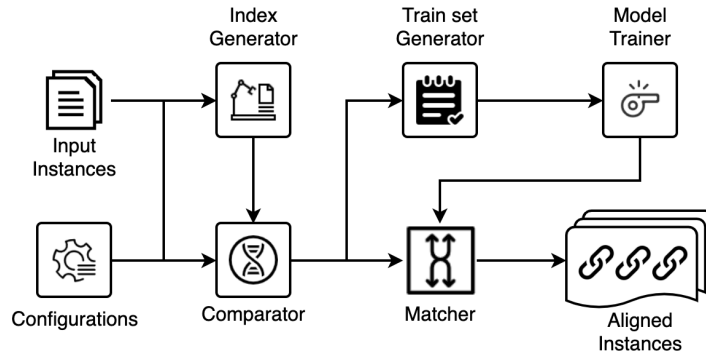 Index
Generator
Train set
Generator
Model
Trainer
Input
Instances
Configurations
Comparator
Matcher
Aligned
Instances